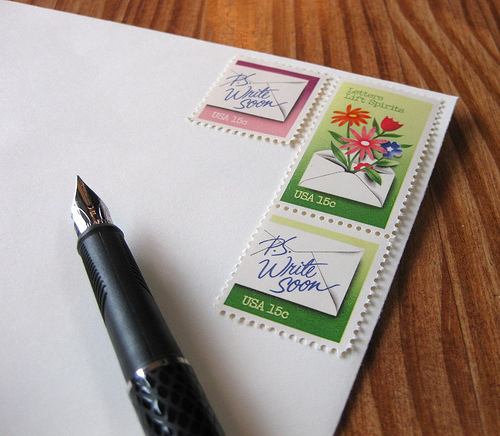 P.S.
Write
soon
USA 15c
Letters
Lift Spirits
USA 15c
P.S.
Write
soon
USA 15c